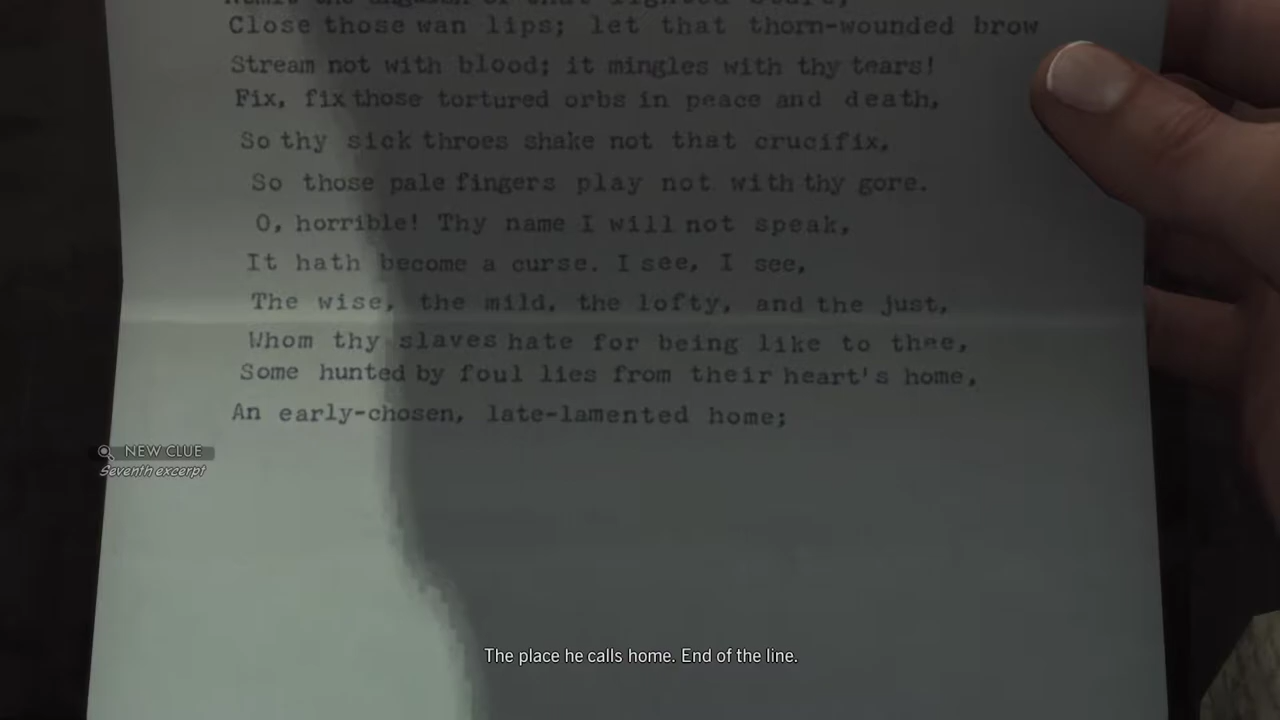 Close those wan lips; let that thorn-wounded brow
Stream not with blood; it mingles with thy tears!
Fix, fix those tortured orbs in peace and death,
So thy sick throes shake not that crucifix,
So those pale fingers play not with thy gore.
O, horrible! Thy name I will not speak,
It hath become a curse. I see, I see,
The wise, the mild, the lofty, and the just,
Whom thy slaves hate for being like to thee,
Some hunted by foul lies from their heart's home,
An early-chosen, late-lamented home;
NEW CLUE
Seventh excerpt
The place he calls home. End of the line.